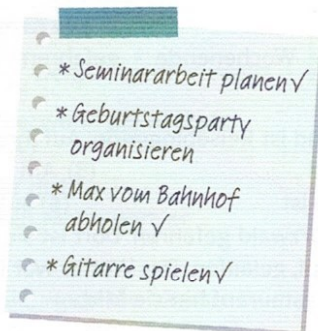 * Seminararbeit planen √
* Geburtstagsparty
organisieren
* Max vom Bahnhof
abholen √
* Gitarre spielen √